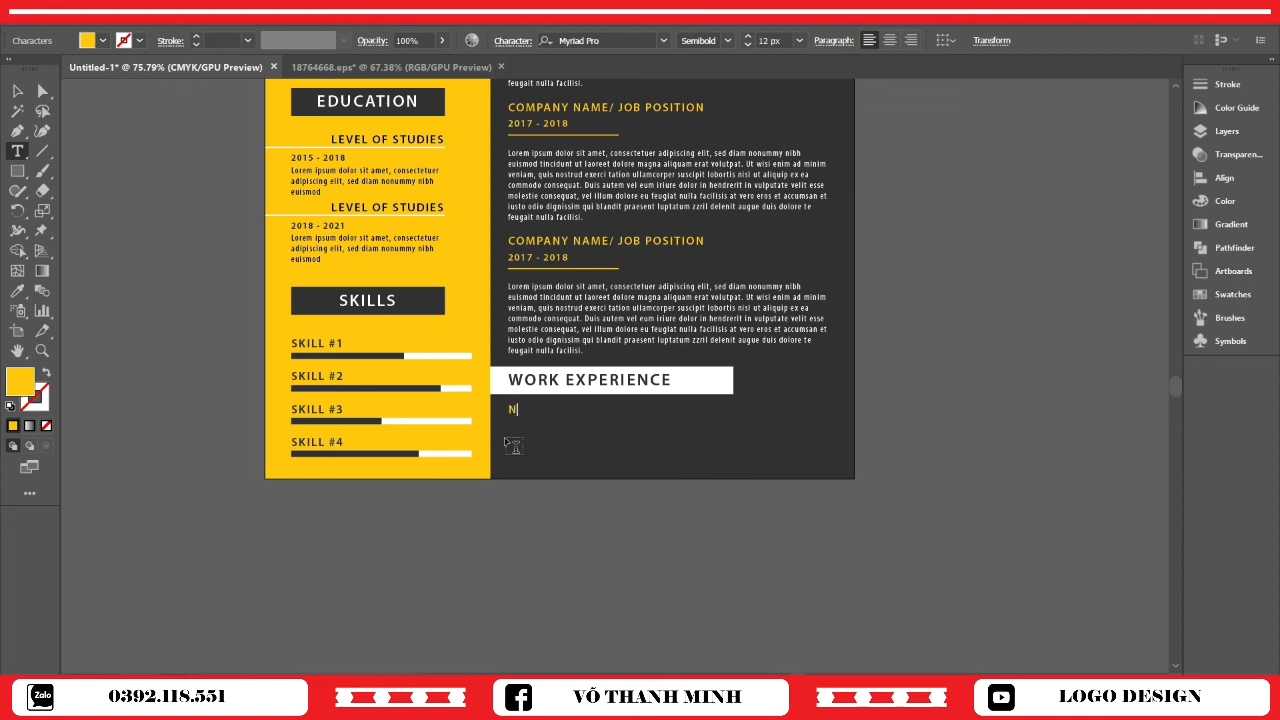 Characters
Stroke:
Opacity:
100%
Character:
Myriad Pro
Semibold
12 px
Paragraph:
Transform
Untitled-1* @ 75.79% (CMYK/GPU Preview)
18764668.eps* @ 67.38% (RGB/GPU Preview)
EDUCATION
LEVEL OF STUDIES
2015 - 2018
Lorem ipsum dolor sit amet, consectetuer
adipiscing elit, sed diam nonummy nibh
euismod
LEVEL OF STUDIES
2018 - 2021
Lorem ipsum dolor sit amet, consectetuer
adipiscing elit, sed diam nonummy nibh
euismod
SKILLS
SKILL #1
SKILL #2
SKILL #3
SKILL #4
feugait nulla facilisi.
COMPANY NAME/ JOB POSITION
2017 - 2018
Lorem ipsum dolor sit amet, consectetuer adipiscing elit, sed diam nonummy nibh
euismod tincidunt ut laoreet dolore magna aliquam erat volutpat. Ut wisi enim ad minim
veniam, quis nostrud exerci tation ullamcorper suscipit lobortis nisl ut aliquip ex ea
commodo consequat. Duis autem vel eum iriure dolor in hendrerit in vulputate velit esse
molestie consequat, vel illum dolore eu feugiat nulla facilisis at vero eros et accumsan et
iusto odio dignissim qui blandit praesent luptatum zzril delenit augue duis dolore te
feugait nulla facilisi.
COMPANY NAME/ JOB POSITION
2017 - 2018
Lorem ipsum dolor sit amet, consectetuer adipiscing elit, sed diam nonummy nibh
euismod tincidunt ut laoreet dolore magna aliquam erat volutpat. Ut wisi enim ad minim
veniam, quis nostrud exerci tation ullamcorper suscipit lobortis nisl ut aliquip ex ea
commodo consequat. Duis autem vel eum iriure dolor in hendrerit in vulputate velit esse
molestie consequat, vel illum dolore eu feugiat nulla facilisis at vero eros et accumsan et
iusto odio dignissim qui blandit praesent luptatum zzril delenit augue duis dolore te
feugait nulla facilisi.
WORK EXPERIENCE
N
Stroke
Color Guide
Layers
Transparen...
Align
Color
Gradient
Pathfinder
Artboards
Swatches
Brushes
Symbols
Zalo
0392.118.551
VÕ THANH MINH
LOGO DESIGN